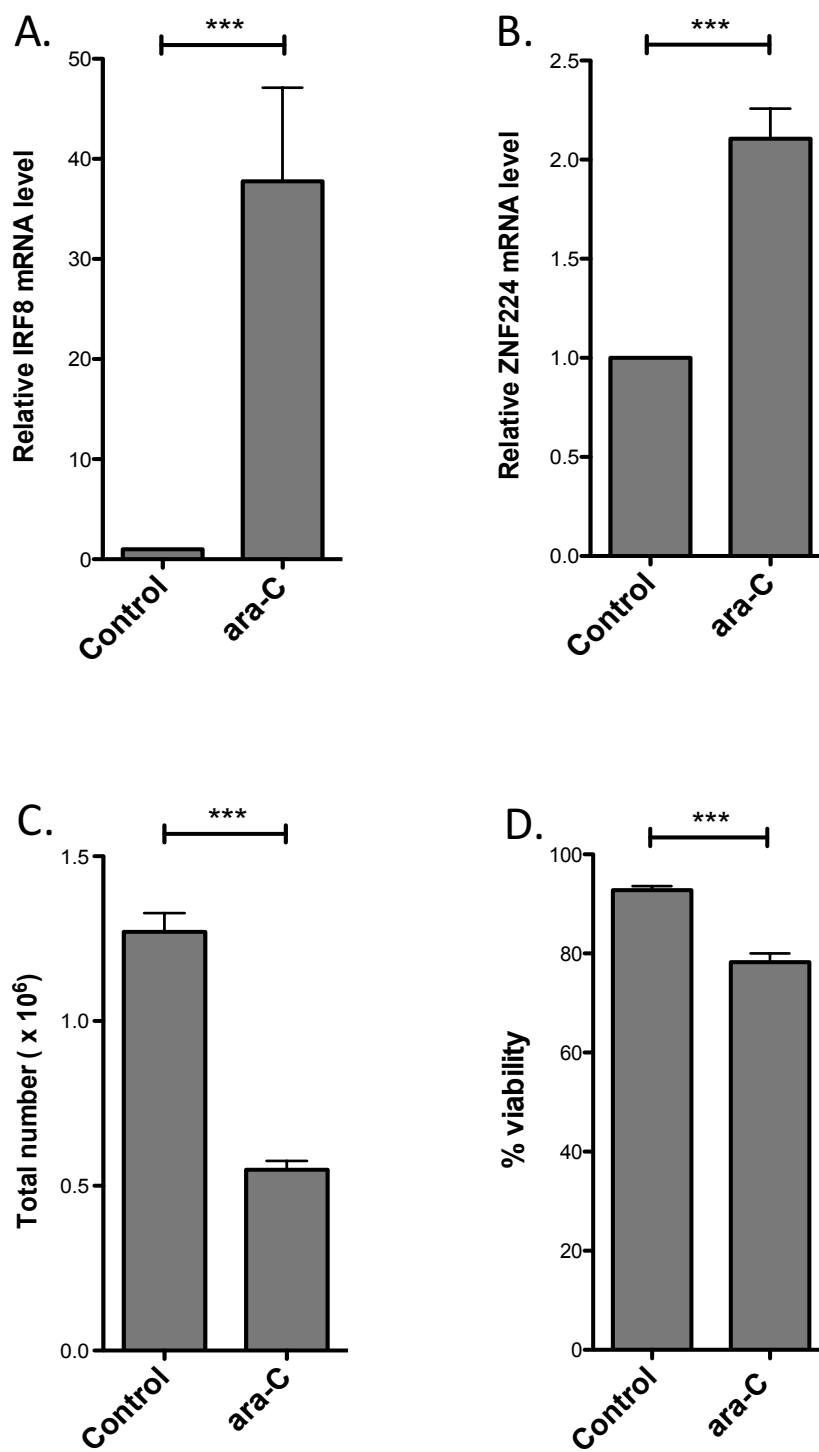 A.
***
Relative IRF8 mRNA level
50
40
30
20
10
0
Control
ara-C
B.
***
Relative ZNF224 mRNA level
2.5
2.0
1.5
1.0
0.5
0.0
Control
ara-C
C.
***
Total number ( x 10⁶)
1.5
1.0
0.5
0.0
Control
ara-C
D.
***
% viability
100
80
60
40
20
0
Control
ara-C